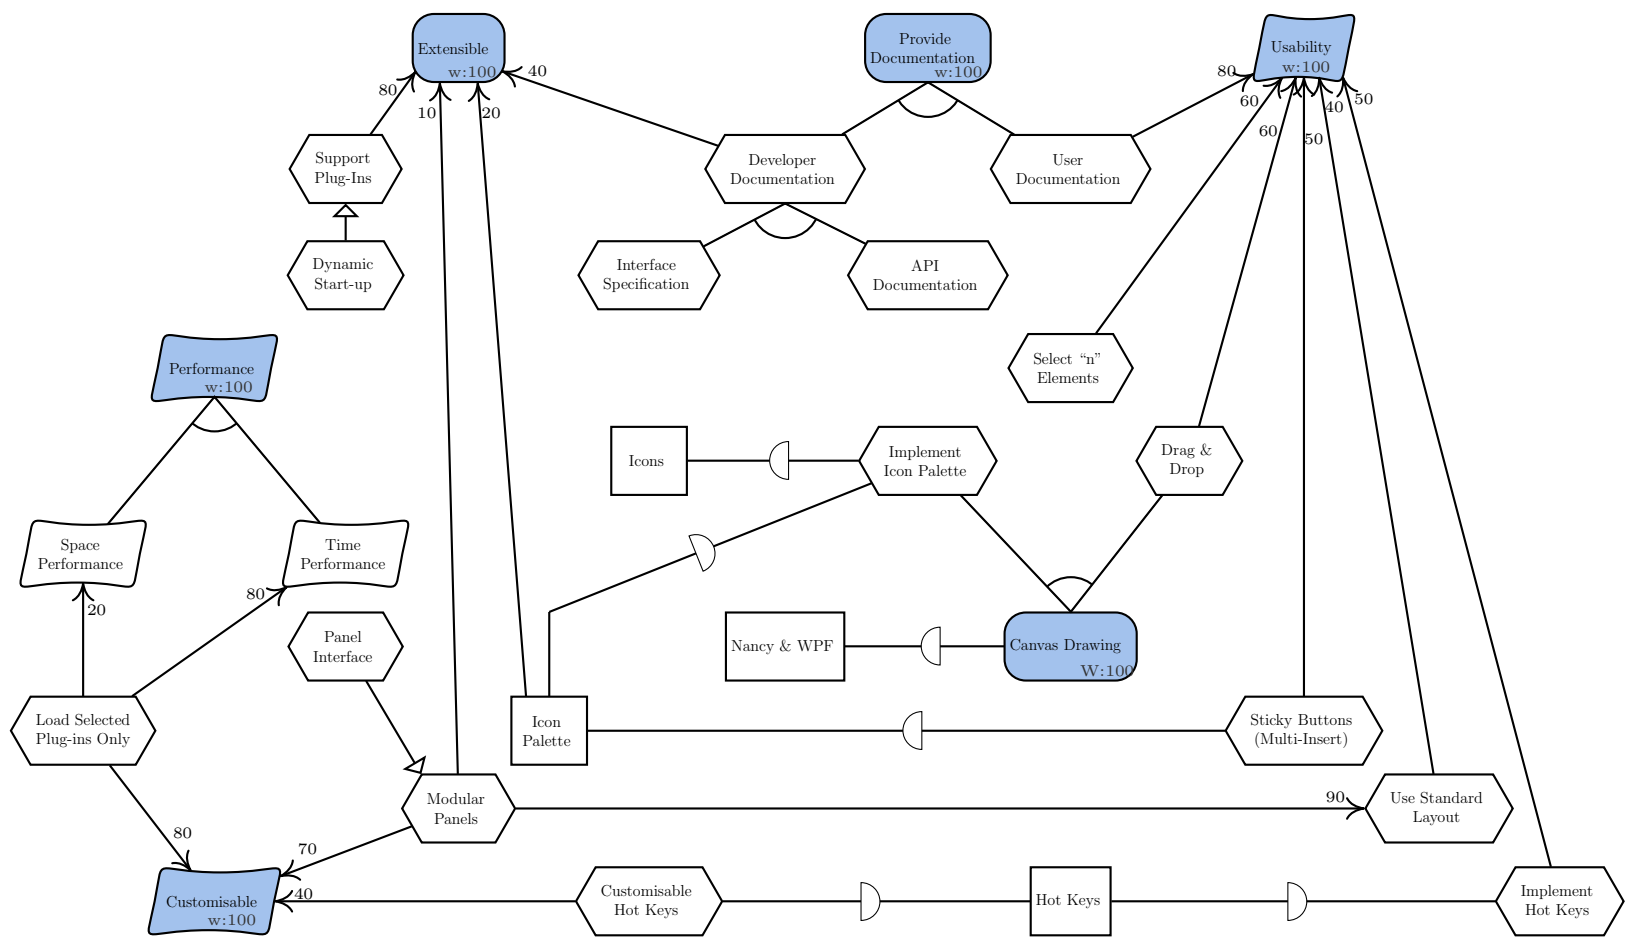 Extensible
w:100
Provide
Documentation
w:100
Usability
w:100
80
10
20
40
80
60
60
50
40
50
Support
Plug-Ins
Developer
Documentation
User
Documentation
Dynamic
Start-up
Interface
Specification
API
Documentation
Performance
w:100
Select “n”
Elements
Icons
Implement
Icon Palette
Drag &
Drop
Space
Performance
Time
Performance
20
80
Panel
Interface
Nancy & WPF
Canvas Drawing
W:100
Load Selected
Plug-ins Only
Icon
Palette
Sticky Buttons
(Multi-Insert)
Modular
Panels
90
Use Standard
Layout
80
70
40
Customisable
w:100
Customisable
Hot Keys
Hot Keys
Implement
Hot Keys